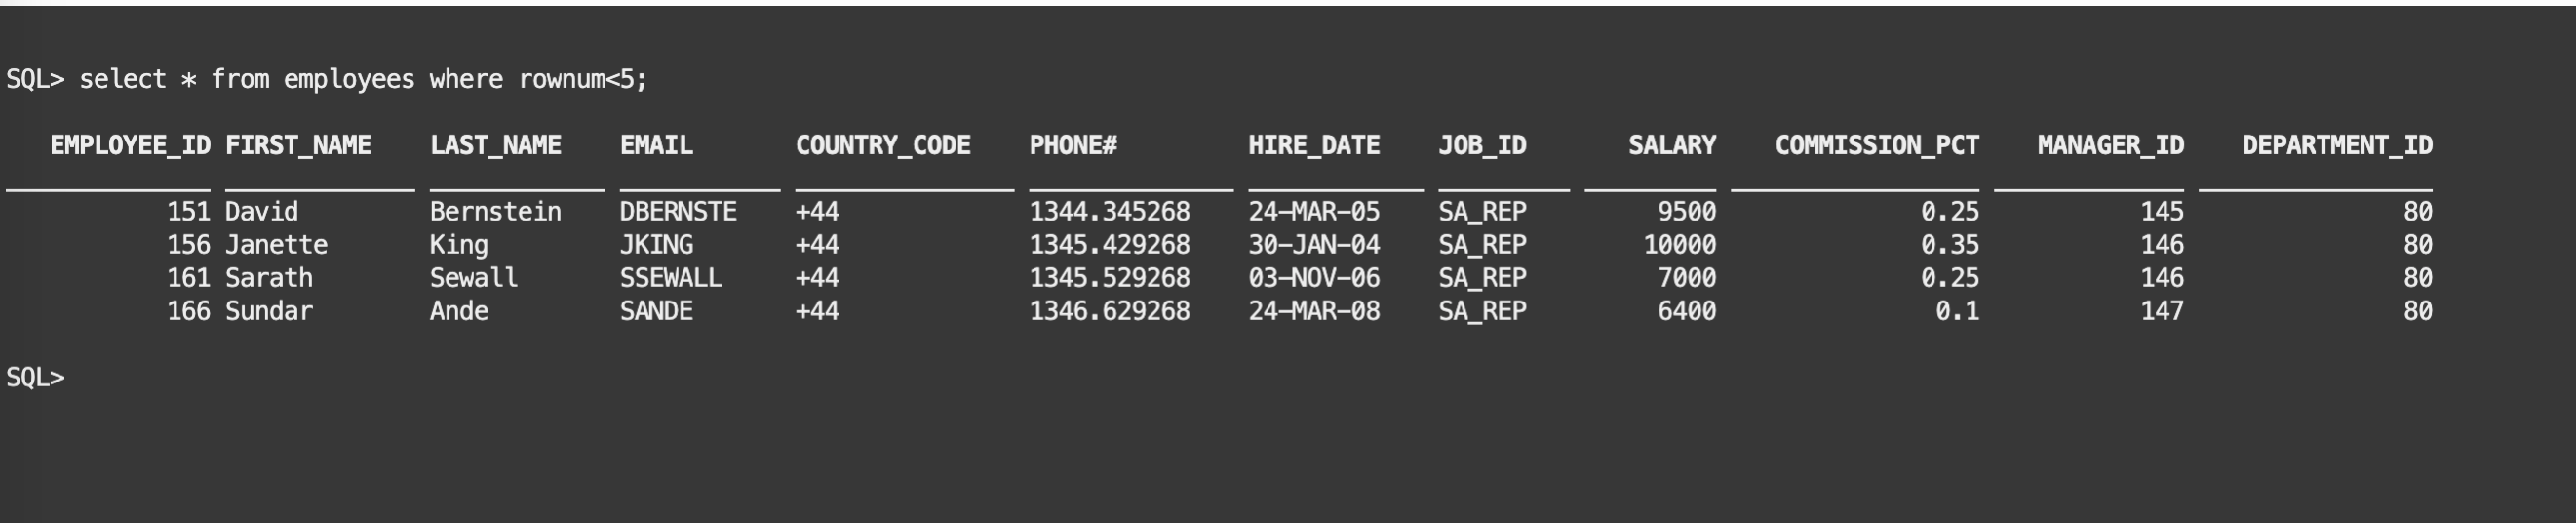 SQL> select * from employees where rownum<5;
EMPLOYEE_ID FIRST_NAME LAST_NAME EMAIL COUNTRY_CODE PHONE# HIRE_DATE JOB_ID SALARY COMMISSION_PCT MANAGER_ID DEPARTMENT_ID
151 David Bernstein DBERNSTE +44 1344.345268 24-MAR-05 SA_REP 9500 0.25 145 80
156 Janette King JKING +44 1345.429268 30-JAN-04 SA_REP 10000 0.35 146 80
161 Sarath Sewall SSEWALL +44 1345.529268 03-NOV-06 SA_REP 7000 0.25 146 80
166 Sundar Ande SANDE +44 1346.629268 24-MAR-08 SA_REP 6400 0.1 147 80
SQL>